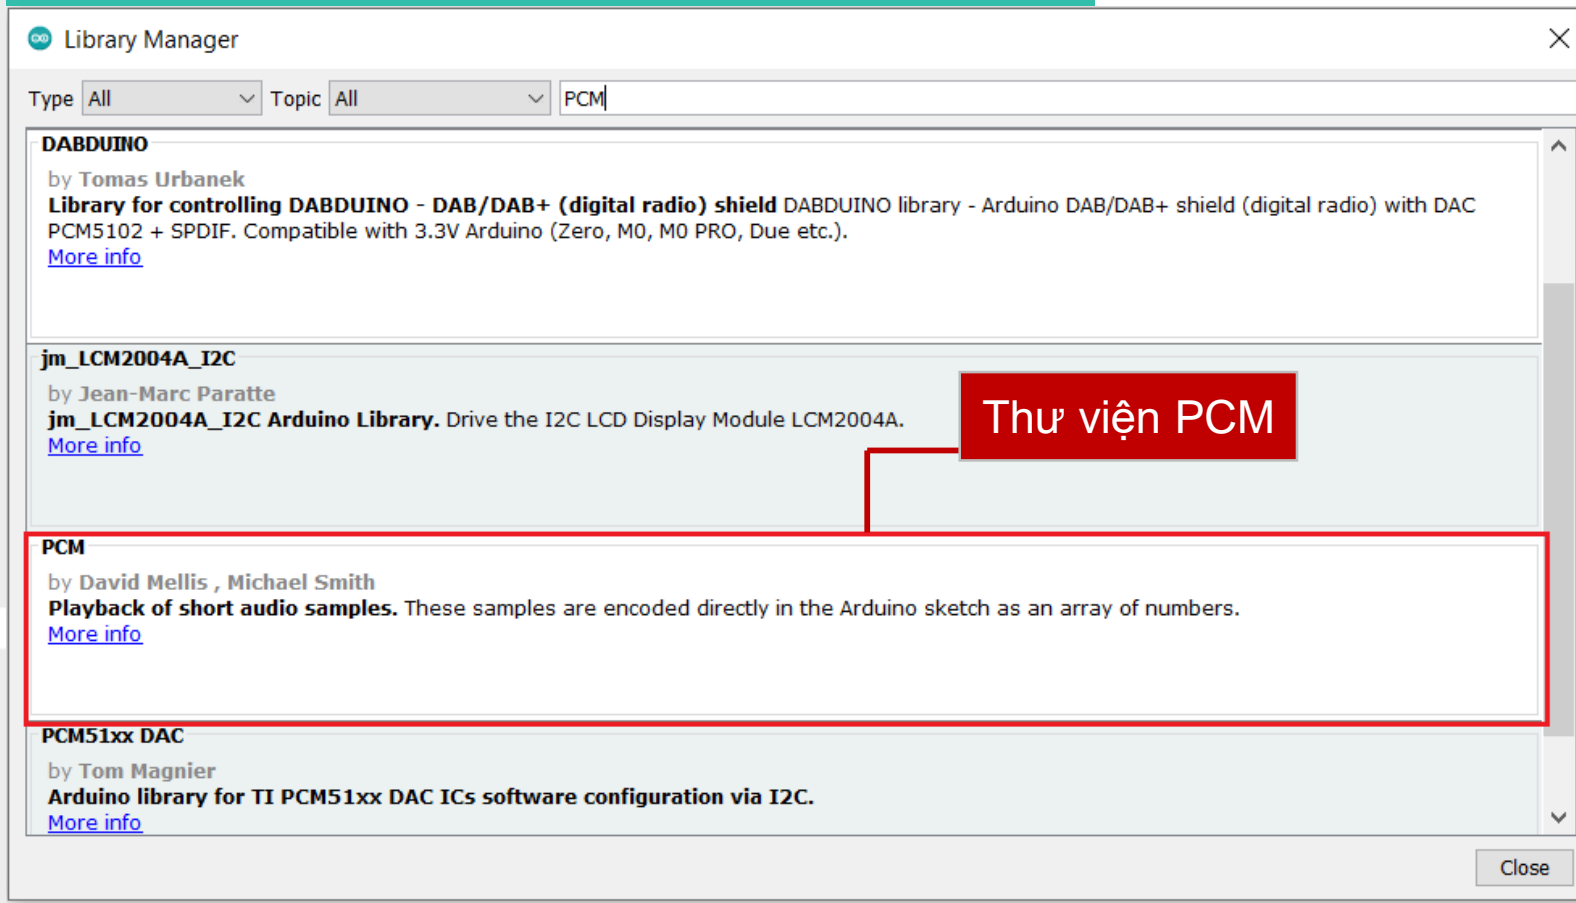 Library Manager
Type All Topic All PCM
DABDUINO
by Tomas Urbanek
Library for controlling DABDUINO - DAB/DAB+ (digital radio) shield DABDUINO library - Arduino DAB/DAB+ shield (digital radio) with DAC
PCM5102 + SPDIF. Compatible with 3.3V Arduino (Zero, M0, M0 PRO, Due etc.).
More info
jm_LCM2004A_I2C
by Jean-Marc Paratte
jm_LCM2004A_I2C Arduino Library. Drive the I2C LCD Display Module LCM2004A.
More info
Thư viện PCM
PCM
by David Mellis , Michael Smith
Playback of short audio samples. These samples are encoded directly in the Arduino sketch as an array of numbers.
More info
PCM51xx DAC
by Tom Magnier
Arduino library for TI PCM51xx DAC ICs software configuration via I2C.
More info
Close